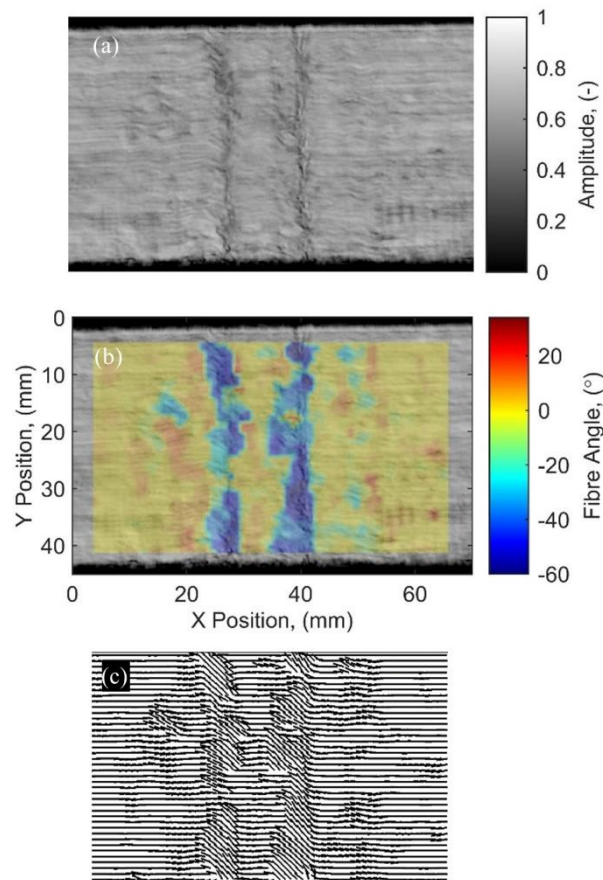 (a)
1
0.8
0.6
0.4
0.2
0
Amplitude, (-)
(b)
0
10
20
30
40
Y Position, (mm)
0
20
40
60
X Position, (mm)
20
0
-20
-40
-60
Fibre Angle, (°)
(c)